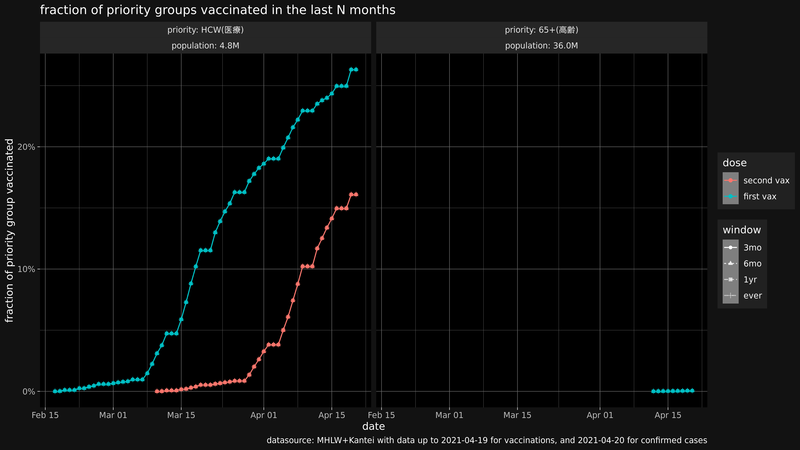 fraction of priority groups vaccinated in the last N months
priority: HCW(医療)
population: 4.8M
priority: 65+(高齢)
population: 36.0M
fraction of priority group vaccinated
20%
10%
0%
Feb 15
Mar 01
Mar 15
Apr 01
Apr 15
Feb 15
Mar 01
Mar 15
Apr 01
Apr 15
date
dose
second vax
first vax
window
3mo
6mo
1yr
ever
datasource: MHLW+Kantei with data up to 2021-04-19 for vaccinations, and 2021-04-20 for confirmed cases